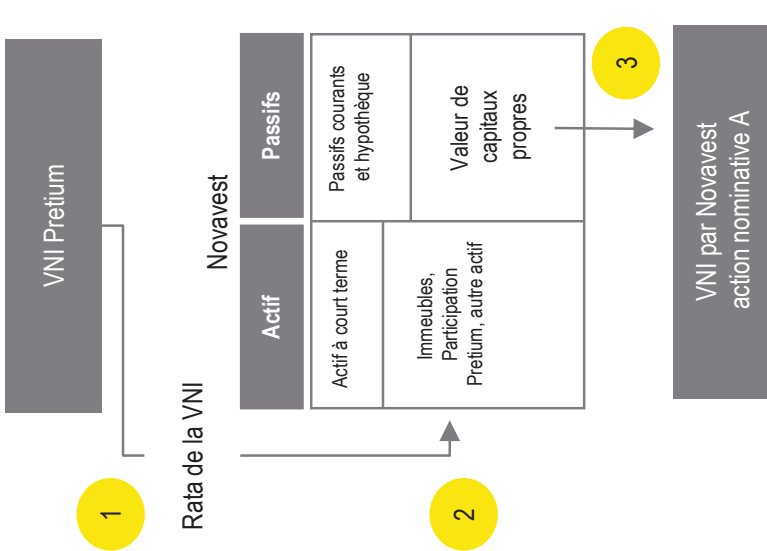 VNI Pretium
1
Rata de la VNI
Novavest
Actif
Passifs
Actif à court terme
Passifs courants
et hypothèque
2
Immeubles,
Participation
Pretium, autre actif
Valeur de
capitaux
propres
3
VNI par Novavest
action nominative A